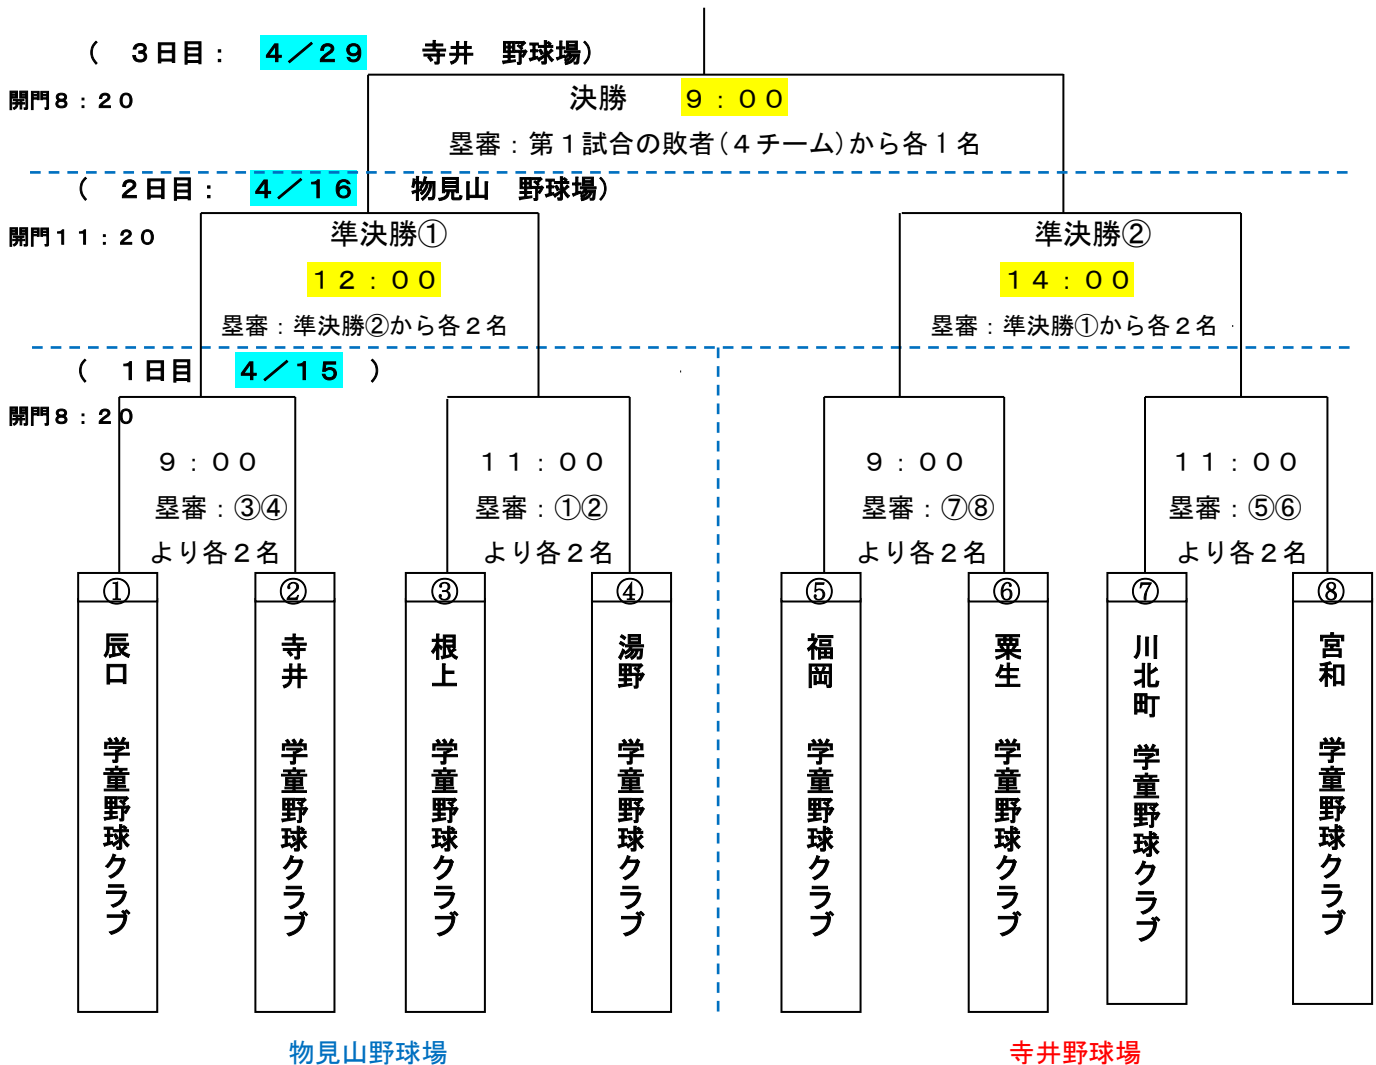 （　３日目：　４／２９　　寺井　野球場）
開門８：２０
決勝　　９：００
塁審：第１試合の敗者（４チーム）から各１名
（　２日目：　４／１６　　物見山　野球場）
開門１１：２０
準決勝①
１２：００
塁審：準決勝②から各２名
準決勝②
１４：００
塁審：準決勝①から各２名
（　１日目　４／１５　）
開門８：２０
９：００
塁審：③④
より各２名
１１：００
塁審：①②
より各２名
９：００
塁審：⑦⑧
より各２名
１１：００
塁審：⑤⑥
より各２名
①
辰口　学童野球クラブ
②
寺井　学童野球クラブ
③
根上　学童野球クラブ
④
湯野　学童野球クラブ
⑤
福岡　学童野球クラブ
⑥
粟生　学童野球クラブ
⑦
川北町　学童野球クラブ
⑧
宮和　学童野球クラブ
物見山野球場
寺井野球場